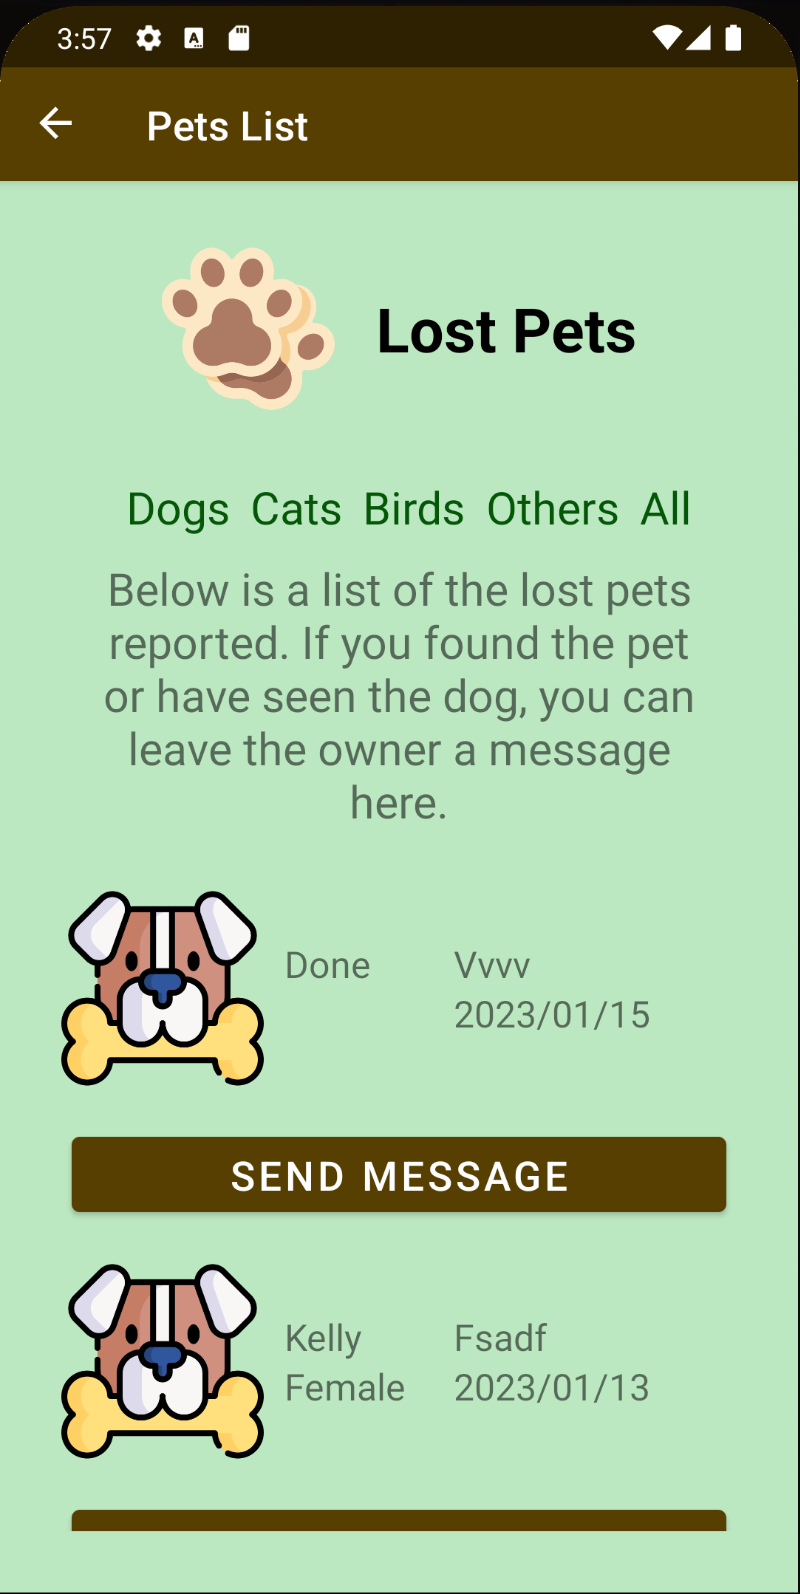 3:57
Pets List
Lost Pets
Dogs Cats Birds Others All
Below is a list of the lost pets
reported. If you found the pet
or have seen the dog, you can
leave the owner a message
here.
Done Vvvv
2023/01/15
SEND MESSAGE
Kelly Fsadf
Female 2023/01/13